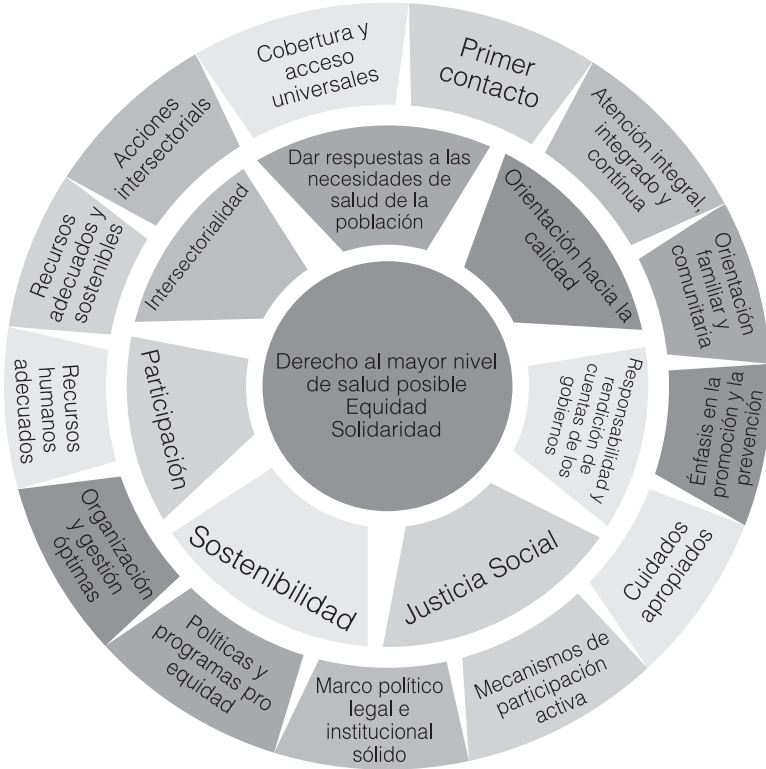 Cobertura y
acceso
universales
Primer
contacto
Atención integral,
integrado y
contínua
Orientación
familiar y
comunitaria
Énfasis en la
promoción y la
prevención
Cuidados
apropiados
Mecanismos de
participación
activa
Marco político
legal e
institucional
sólido
Políticas y
programas pro
equidad
Organización
y gestión
óptimas
Recursos
humanos
adecuados
Recursos
adecuados y
sostenibles
Acciones
intersectorials
Dar respuestas a las
necesidades de
salud de la
población
Orientación hacia la
calidad
Responsabilidad y
rendición de
cuentas de los
gobiernos
Justicia Social
Sostenibilidad
Participación
Intersectorialidad
Derecho al mayor nivel
de salud posible
Equidad
Solidaridad